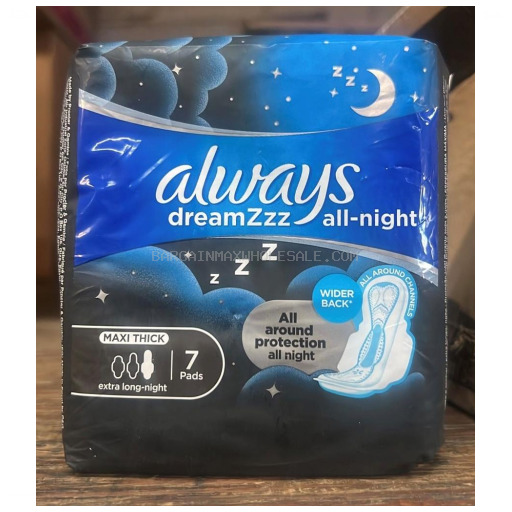 z
z
z
always
dreamZzz all-night
BARGAINMAXWHOLESALE.COM
z
z
z
WIDER
BACK*
ALL AROUND CHANNELS
All
around
protection
all night
MAXI THICK
7
Pads
extra long-night